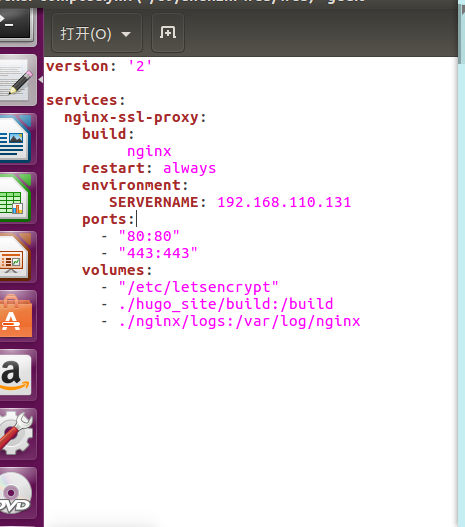 打开(O)
version: '2'
services:
nginx-ssl-proxy:
build:
nginx
restart: always
environment:
SERVERNAME: 192.168.110.131
ports:
- "80:80"
- "443:443"
volumes:
- "/etc/letsencrypt"
- ./hugo_site/build:/build
- ./nginx/logs:/var/log/nginx
A
a
DVD